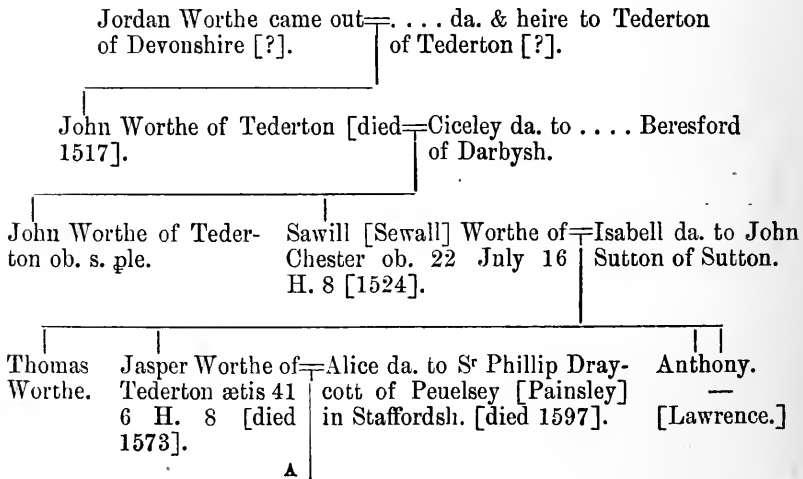 Jordan Worthe came out . . . . da. & heire to Tederton
of Devonshire [?]. of Tederton [?].
John Worthe of Tederton [died Ciceley da. to . . . . Beresford
1517]. of Darbysh.
John Worthe of Teder-
ton ob. s. ꝑle.
Sawill [Sewall] Worthe of Isabell da. to John
Chester ob. 22 July 16 Sutton of Sutton.
H. 8 [1524].
Thomas
Worthe.
Jasper Worthe of Alice da. to Sʳ Phillip Dray-
Tederton ætis 41 cott of Peuelsey [Painsley]
6 H. 8 [died in Staffordsh. [died 1597].
1573].
Anthony.
—
[Lawrence.]
A